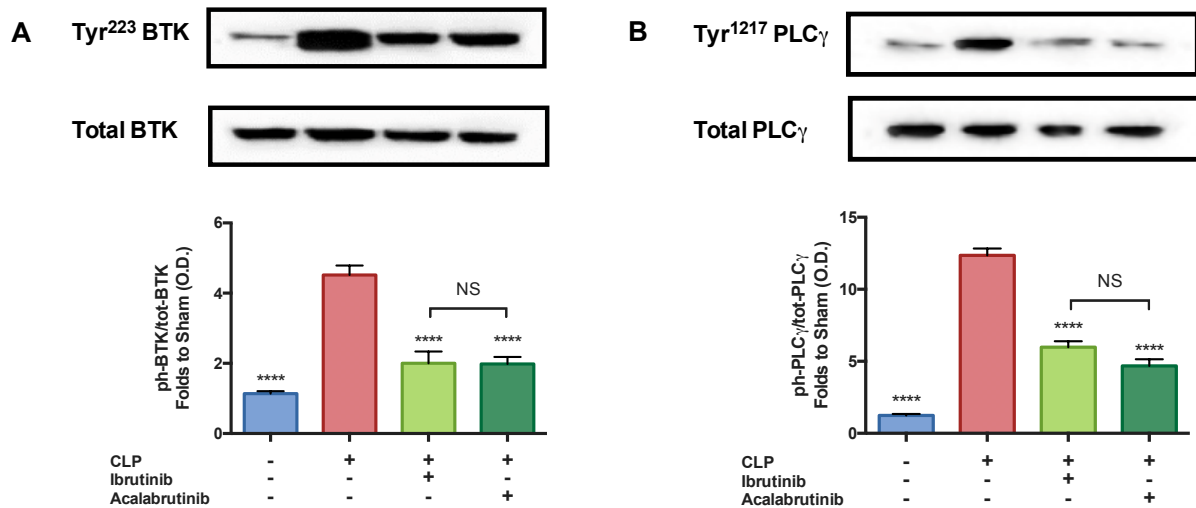 A
Tyr²²³ BTK
Total BTK
ph-BTK/tot-BTK
Folds to Sham (O.D.)
6
4
2
0
****
****
****
NS
CLP - + + +
Ibrutinib - - + -
Acalabrutinib - - - +
B
Tyr¹²¹⁷ PLCγ
Total PLCγ
ph-PLCγ/tot-PLCγ
Folds to Sham (O.D.)
15
10
5
0
****
****
****
NS
CLP - + + +
Ibrutinib - - + -
Acalabrutinib - - - +